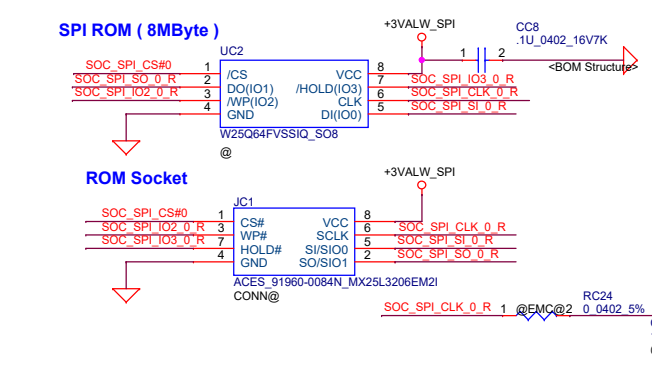 SPI ROM ( 8MByte )
+3VALW_SPI
CC8
.1U_0402_16V7K
1 2
<BOM Structure>
UC2
SOC_SPI_CS#0 1 /CS VCC 8
SOC_SPI_SO_0_R 2 DO(IO1) /HOLD(IO3) 7 SOC_SPI_IO3_0_R
SOC_SPI_IO2_0_R 3 /WP(IO2) CLK 6 SOC_SPI_CLK_0_R
4 GND DI(IO0) 5 SOC_SPI_SI_0_R
W25Q64FVSSIQ_SO8
@
ROM Socket
+3VALW_SPI
JC1
SOC_SPI_CS#0 1 CS# VCC 8
SOC_SPI_IO2_0_R 3 WP# SCLK 6 SOC_SPI_CLK_0_R
SOC_SPI_IO3_0_R 7 HOLD# SI/SIO0 5 SOC_SPI_SI_0_R
4 GND SO/SIO1 2 SOC_SPI_SO_0_R
ACES_91960-0084N_MX25L3206EM2I
CONN@
RC24
SOC_SPI_CLK_0_R 1 @EMC@ 2 0_0402_5%